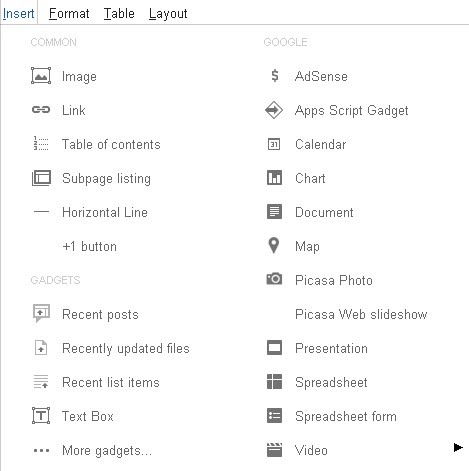 Insert Format Table Layout
COMMON
Image
Link
Table of contents
Subpage listing
Horizontal Line
+1 button
GADGETS
Recent posts
Recently updated files
Recent list items
Text Box
More gadgets...
GOOGLE
AdSense
Apps Script Gadget
Calendar
Chart
Document
Map
Picasa Photo
Picasa Web slideshow
Presentation
Spreadsheet
Spreadsheet form
Video